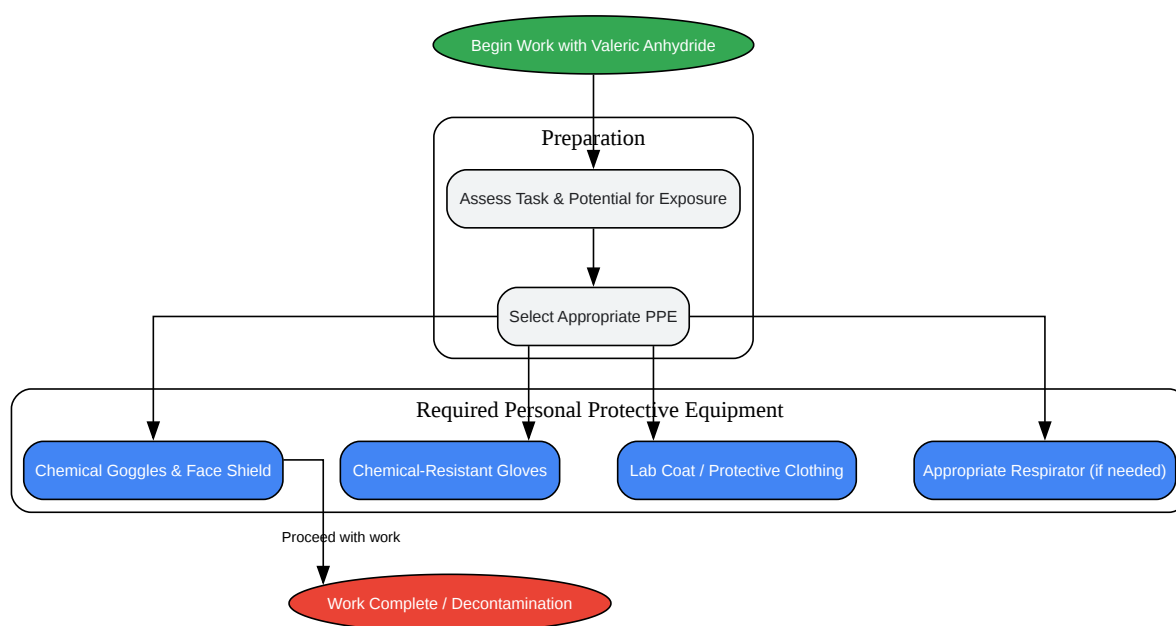 Begin Work with Valeric Anhydride
Preparation
Assess Task & Potential for Exposure
Select Appropriate PPE
Required Personal Protective Equipment
Chemical Goggles & Face Shield
Chemical-Resistant Gloves
Lab Coat / Protective Clothing
Appropriate Respirator (if needed)
Proceed with work
Work Complete / Decontamination